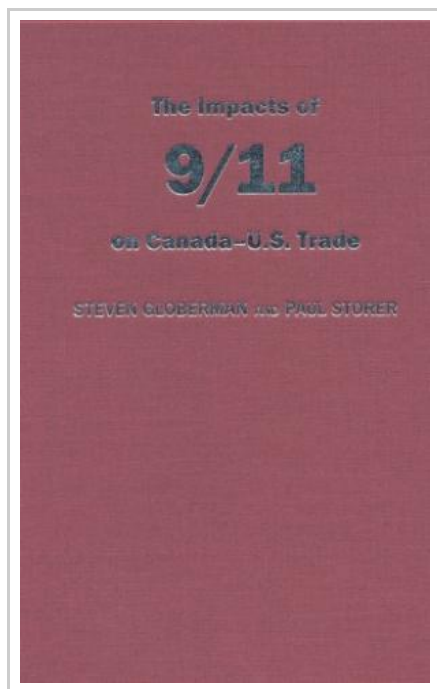 The Impacts of
9/11
on Canada–U.S. Trade
STEVEN GLOBERMAN AND PAUL STORER